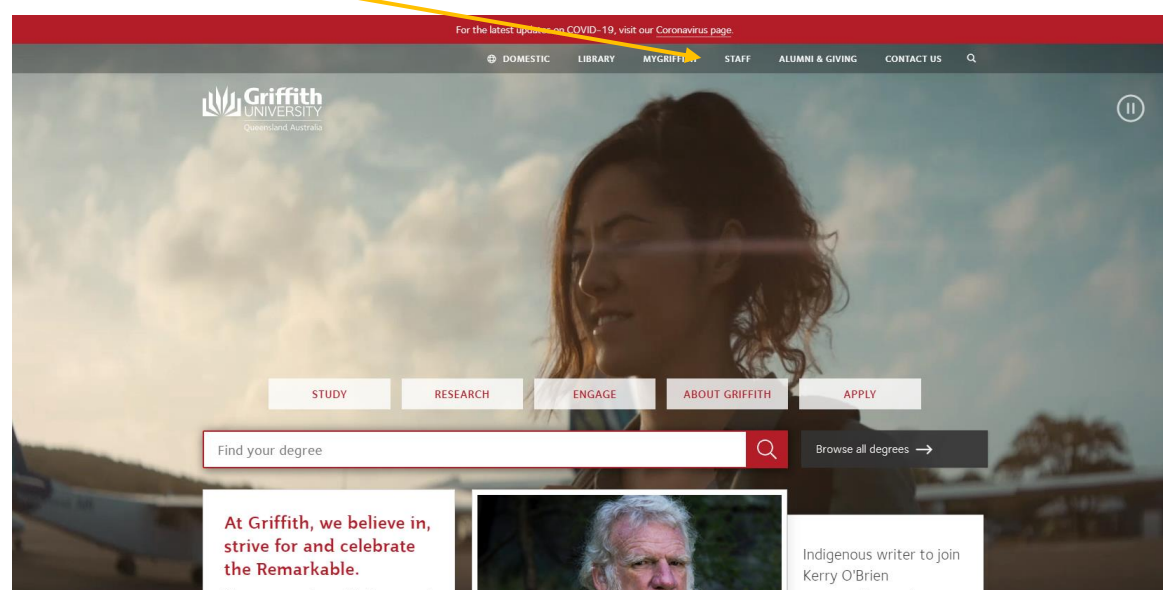 For the latest updates on COVID-19, visit our Coronavirus page.
DOMESTIC LIBRARY MYGRIFFITH STAFF ALUMNI & GIVING CONTACT US
Griffith
UNIVERSITY
Queensland Australia
STUDY RESEARCH ENGAGE ABOUT GRIFFITH APPLY
Find your degree
Browse all degrees →
At Griffith, we believe in,
strive for and celebrate
the Remarkable.
Indigenous writer to join
Kerry O'Brien